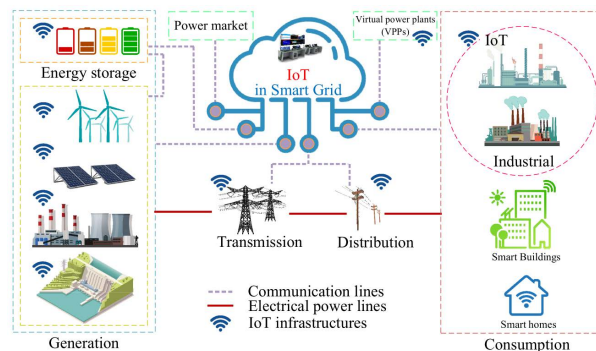 Power market
Virtual power plants
(VPPs)
IoT
Energy storage
IoT
in Smart Grid
Industrial
Transmission
Distribution
Smart Buildings
Communication lines
Electrical power lines
IoT infrastructures
Smart homes
Generation
Consumption